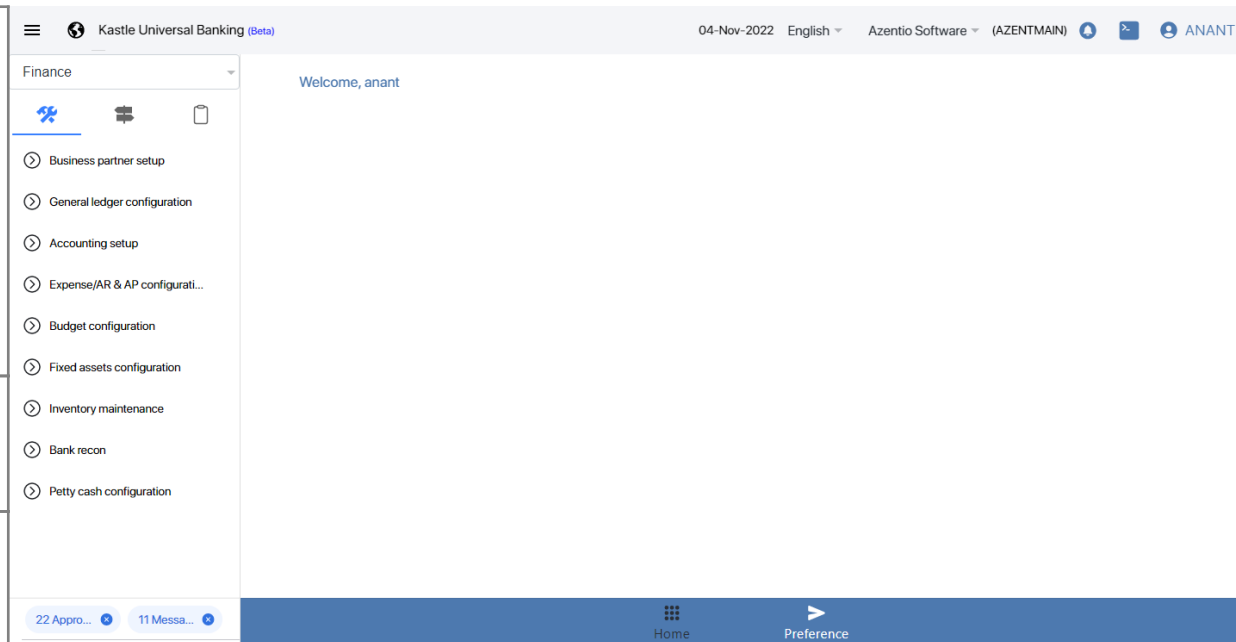 Kastle Universal Banking (Beta)
04-Nov-2022 English Azentio Software (AZENTMAIN) ANANT
Finance
Welcome, anant
Business partner setup
General ledger configuration
Accounting setup
Expense/AR & AP configurati...
Budget configuration
Fixed assets configuration
Inventory maintenance
Bank recon
Petty cash configuration
22 Appro... 11 Messa...
Home Preference